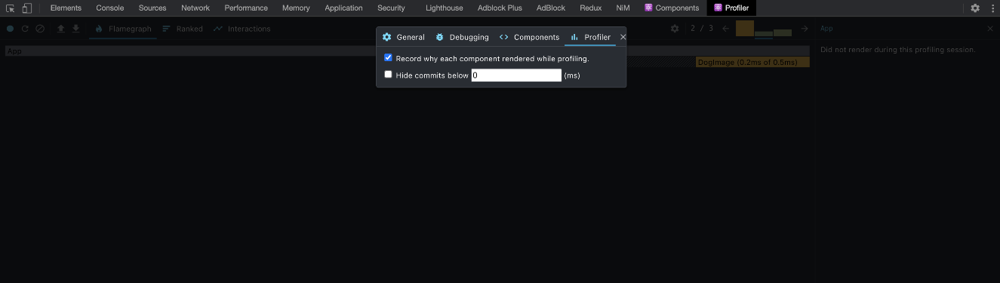 Elements Console Sources Network Performance Memory Application Security Lighthouse Adblock Plus AdBlock Redux NiM Components Profiler
Flamegraph Ranked Interactions 2 / 3 App
General Debugging Components Profiler
App
Did not render during this profiling session.
Record why each component rendered while profiling.
DogImage (0.2ms of 0.5ms)
Hide commits below 0 (ms)